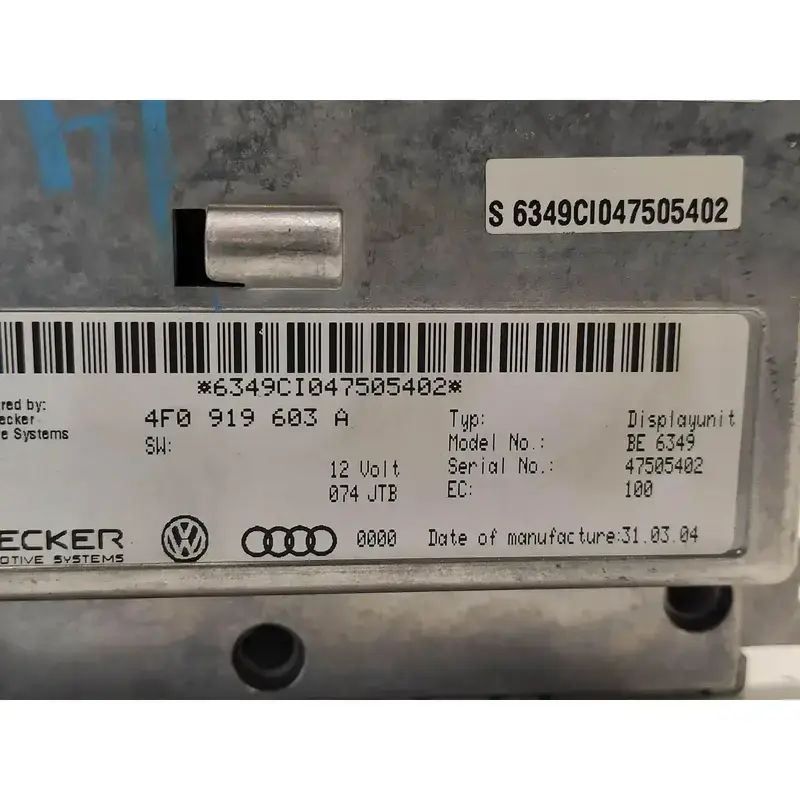 S 6349CI047505402
*6349CI047505402*
red by:
ecker
e Systems
4F0 919 603 A
SW:
12 Volt
074 JTB
Typ: Displayunit
Model No.: BE 6349
Serial No.: 47505402
EC: 100
ECKER
OTIVE SYSTEMS
0000
Date of manufacture:31.03.04